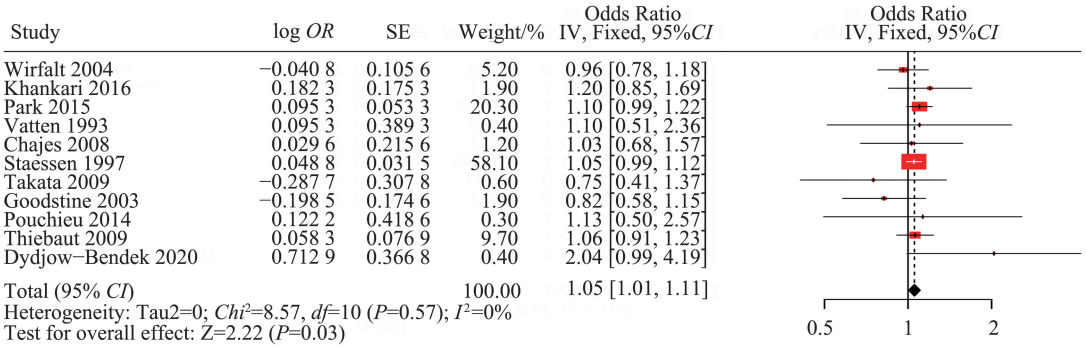 Odds Ratio Odds Ratio
Study log OR SE Weight/% IV, Fixed, 95%CI IV, Fixed, 95%CI
Wirfalt 2004 −0.040 8 0.105 6 5.20 0.96 [0.78, 1.18]
Khankari 2016 0.182 3 0.175 3 1.90 1.20 [0.85, 1.69]
Park 2015 0.095 3 0.053 3 20.30 1.10 [0.99, 1.22]
Vatten 1993 0.095 3 0.389 3 0.40 1.10 [0.51, 2.36]
Chajes 2008 0.029 6 0.215 6 1.20 1.03 [0.68, 1.57]
Staessen 1997 0.048 8 0.031 5 58.10 1.05 [0.99, 1.12]
Takata 2009 −0.287 7 0.307 8 0.60 0.75 [0.41, 1.37]
Goodstine 2003 −0.198 5 0.174 6 1.90 0.82 [0.58, 1.15]
Pouchieu 2014 0.122 2 0.418 6 0.30 1.13 [0.50, 2.57]
Thiebaut 2009 0.058 3 0.076 9 9.70 1.06 [0.91, 1.23]
Dydjow−Bendek 2020 0.712 9 0.366 8 0.40 2.04 [0.99, 4.19]
Total (95% CI) 100.00 1.05 [1.01, 1.11]
Heterogeneity: Tau2=0; Chi²=8.57, df=10 (P=0.57); I²=0%
Test for overall effect: Z=2.22 (P=0.03)
0.5 1 2